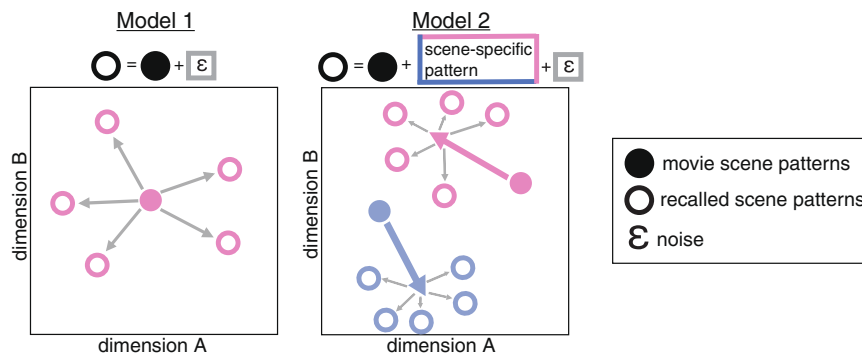 Model 1
= + ε
dimension B
dimension A
Model 2
= + scene-specific pattern + ε
dimension B
dimension A
movie scene patterns
recalled scene patterns
ε noise